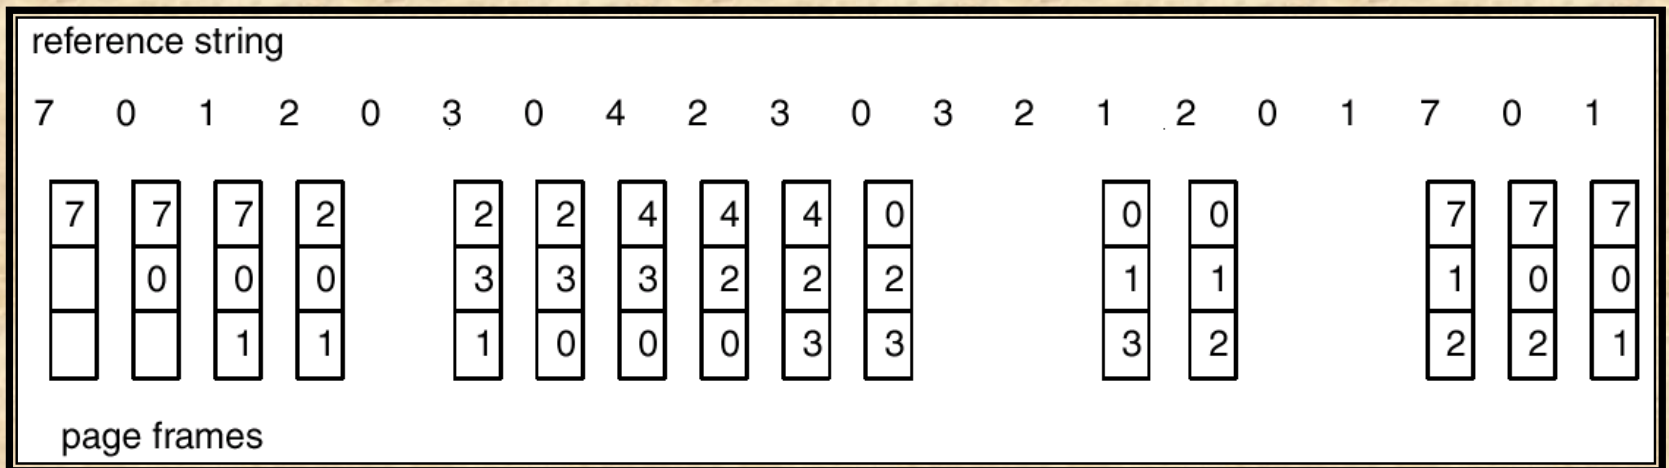 reference string
7 0 1 2 0 3 0 4 2 3 0 3 2 1 2 0 1 7 0 1
7 7 7 2 2 2 4 4 4 0 0 0 7 7 7
0 0 0 3 3 3 2 2 2 1 1 1 0 0
1 1 1 0 0 0 3 3 3 2 2 2 1
page frames